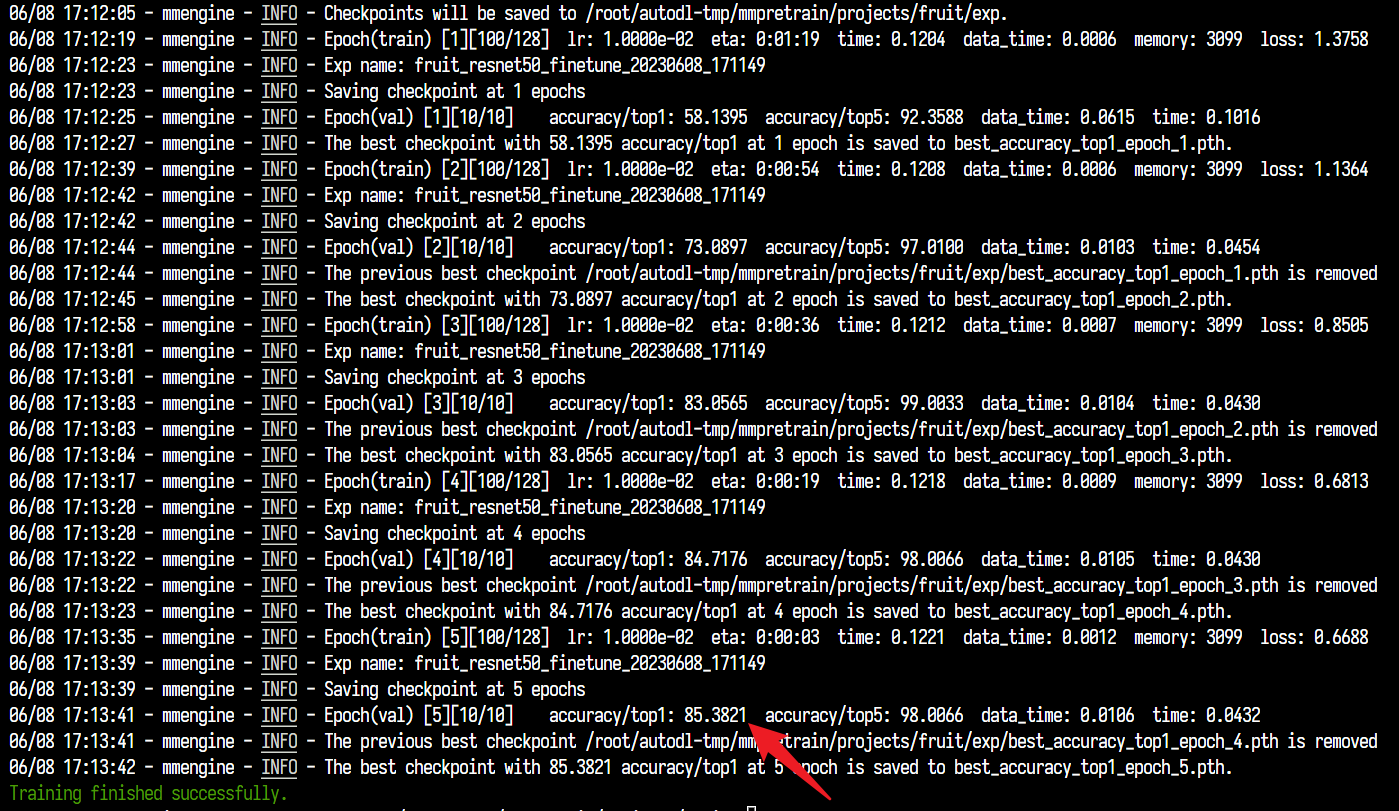 06/08 17:12:05 - mmengine - INFO - Checkpoints will be saved to /root/autodl-tmp/mmpretrain/projects/fruit/exp.
06/08 17:12:19 - mmengine - INFO - Epoch(train) [1][100/128] lr: 1.0000e-02 eta: 0:01:19 time: 0.1204 data_time: 0.0006 memory: 3099 loss: 1.3758
06/08 17:12:23 - mmengine - INFO - Exp name: fruit_resnet50_finetune_20230608_171149
06/08 17:12:23 - mmengine - INFO - Saving checkpoint at 1 epochs
06/08 17:12:25 - mmengine - INFO - Epoch(val) [1][10/10] accuracy/top1: 58.1395 accuracy/top5: 92.3588 data_time: 0.0615 time: 0.1016
06/08 17:12:27 - mmengine - INFO - The best checkpoint with 58.1395 accuracy/top1 at 1 epoch is saved to best_accuracy_top1_epoch_1.pth.
06/08 17:12:39 - mmengine - INFO - Epoch(train) [2][100/128] lr: 1.0000e-02 eta: 0:00:54 time: 0.1208 data_time: 0.0006 memory: 3099 loss: 1.1364
06/08 17:12:42 - mmengine - INFO - Exp name: fruit_resnet50_finetune_20230608_171149
06/08 17:12:42 - mmengine - INFO - Saving checkpoint at 2 epochs
06/08 17:12:44 - mmengine - INFO - Epoch(val) [2][10/10] accuracy/top1: 73.0897 accuracy/top5: 97.0100 data_time: 0.0103 time: 0.0454
06/08 17:12:44 - mmengine - INFO - The previous best checkpoint /root/autodl-tmp/mmpretrain/projects/fruit/exp/best_accuracy_top1_epoch_1.pth is removed
06/08 17:12:45 - mmengine - INFO - The best checkpoint with 73.0897 accuracy/top1 at 2 epoch is saved to best_accuracy_top1_epoch_2.pth.
06/08 17:12:58 - mmengine - INFO - Epoch(train) [3][100/128] lr: 1.0000e-02 eta: 0:00:36 time: 0.1212 data_time: 0.0007 memory: 3099 loss: 0.8505
06/08 17:13:01 - mmengine - INFO - Exp name: fruit_resnet50_finetune_20230608_171149
06/08 17:13:01 - mmengine - INFO - Saving checkpoint at 3 epochs
06/08 17:13:03 - mmengine - INFO - Epoch(val) [3][10/10] accuracy/top1: 83.0565 accuracy/top5: 99.0033 data_time: 0.0104 time: 0.0430
06/08 17:13:03 - mmengine - INFO - The previous best checkpoint /root/autodl-tmp/mmpretrain/projects/fruit/exp/best_accuracy_top1_epoch_2.pth is removed
06/08 17:13:04 - mmengine - INFO - The best checkpoint with 83.0565 accuracy/top1 at 3 epoch is saved to best_accuracy_top1_epoch_3.pth.
06/08 17:13:17 - mmengine - INFO - Epoch(train) [4][100/128] lr: 1.0000e-02 eta: 0:00:19 time: 0.1218 data_time: 0.0009 memory: 3099 loss: 0.6813
06/08 17:13:20 - mmengine - INFO - Exp name: fruit_resnet50_finetune_20230608_171149
06/08 17:13:20 - mmengine - INFO - Saving checkpoint at 4 epochs
06/08 17:13:22 - mmengine - INFO - Epoch(val) [4][10/10] accuracy/top1: 84.7176 accuracy/top5: 98.0066 data_time: 0.0105 time: 0.0430
06/08 17:13:22 - mmengine - INFO - The previous best checkpoint /root/autodl-tmp/mmpretrain/projects/fruit/exp/best_accuracy_top1_epoch_3.pth is removed
06/08 17:13:23 - mmengine - INFO - The best checkpoint with 84.7176 accuracy/top1 at 4 epoch is saved to best_accuracy_top1_epoch_4.pth.
06/08 17:13:35 - mmengine - INFO - Epoch(train) [5][100/128] lr: 1.0000e-02 eta: 0:00:03 time: 0.1221 data_time: 0.0012 memory: 3099 loss: 0.6688
06/08 17:13:39 - mmengine - INFO - Exp name: fruit_resnet50_finetune_20230608_171149
06/08 17:13:39 - mmengine - INFO - Saving checkpoint at 5 epochs
06/08 17:13:41 - mmengine - INFO - Epoch(val) [5][10/10] accuracy/top1: 85.3821 accuracy/top5: 98.0066 data_time: 0.0106 time: 0.0432
06/08 17:13:41 - mmengine - INFO - The previous best checkpoint /root/autodl-tmp/mmpretrain/projects/fruit/exp/best_accuracy_top1_epoch_4.pth is removed
06/08 17:13:42 - mmengine - INFO - The best checkpoint with 85.3821 accuracy/top1 at 5 epoch is saved to best_accuracy_top1_epoch_5.pth.
Training finished successfully.